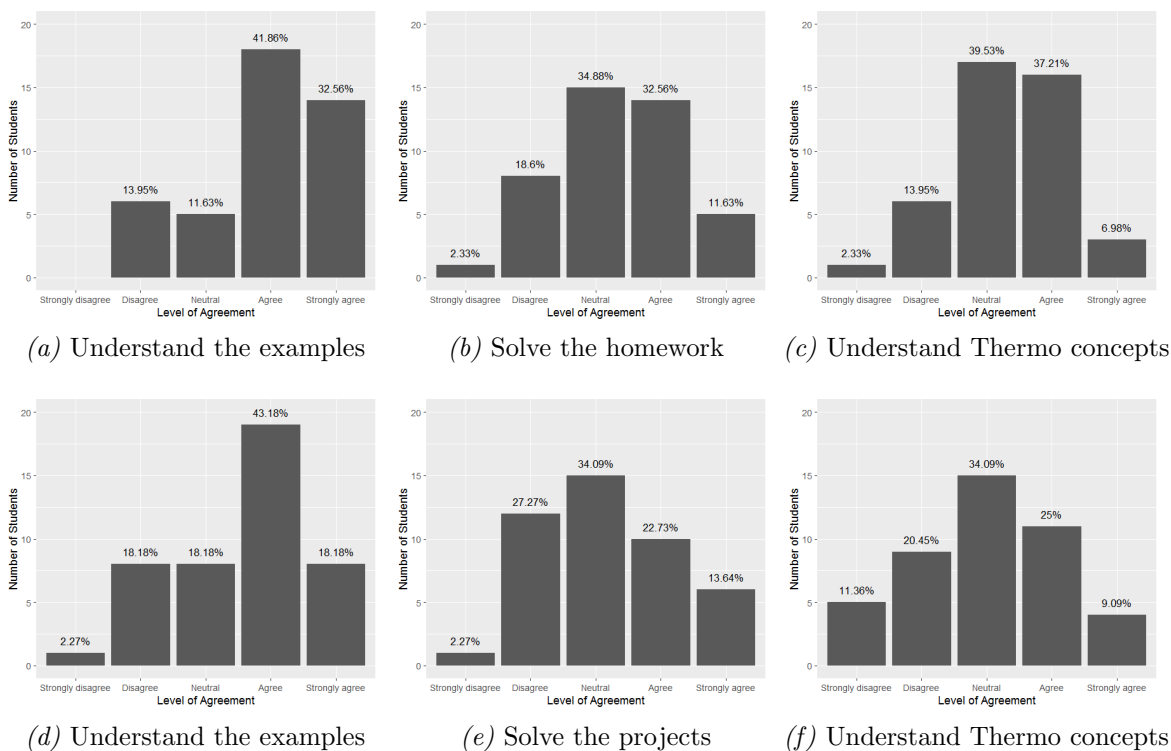 20
15
10
5
0
Number of Students
13.95%
11.63%
41.86%
32.56%
Strongly disagree Disagree Neutral Agree Strongly agree
Level of Agreement
(a) Understand the examples
20
15
10
5
0
Number of Students
2.33%
18.6%
34.88%
32.56%
11.63%
Strongly disagree Disagree Neutral Agree Strongly agree
Level of Agreement
(b) Solve the homework
20
15
10
5
0
Number of Students
2.33%
13.95%
39.53%
37.21%
6.98%
Strongly disagree Disagree Neutral Agree Strongly agree
Level of Agreement
(c) Understand Thermo concepts
20
15
10
5
0
Number of Students
2.27%
18.18%
18.18%
43.18%
18.18%
Strongly disagree Disagree Neutral Agree Strongly agree
Level of Agreement
(d) Understand the examples
20
15
10
5
0
Number of Students
2.27%
27.27%
34.09%
22.73%
13.64%
Strongly disagree Disagree Neutral Agree Strongly agree
Level of Agreement
(e) Solve the projects
20
15
10
5
0
Number of Students
11.36%
20.45%
34.09%
25%
9.09%
Strongly disagree Disagree Neutral Agree Strongly agree
Level of Agreement
(f) Understand Thermo concepts